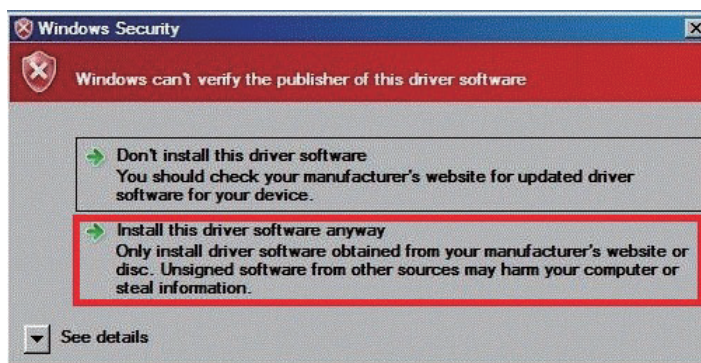 Windows Security
Windows can't verify the publisher of this driver software
Don't install this driver software
You should check your manufacturer's website for updated driver
software for your device.
Install this driver software anyway
Only install driver software obtained from your manufacturer's website or
disc. Unsigned software from other sources may harm your computer or
steal information.
See details